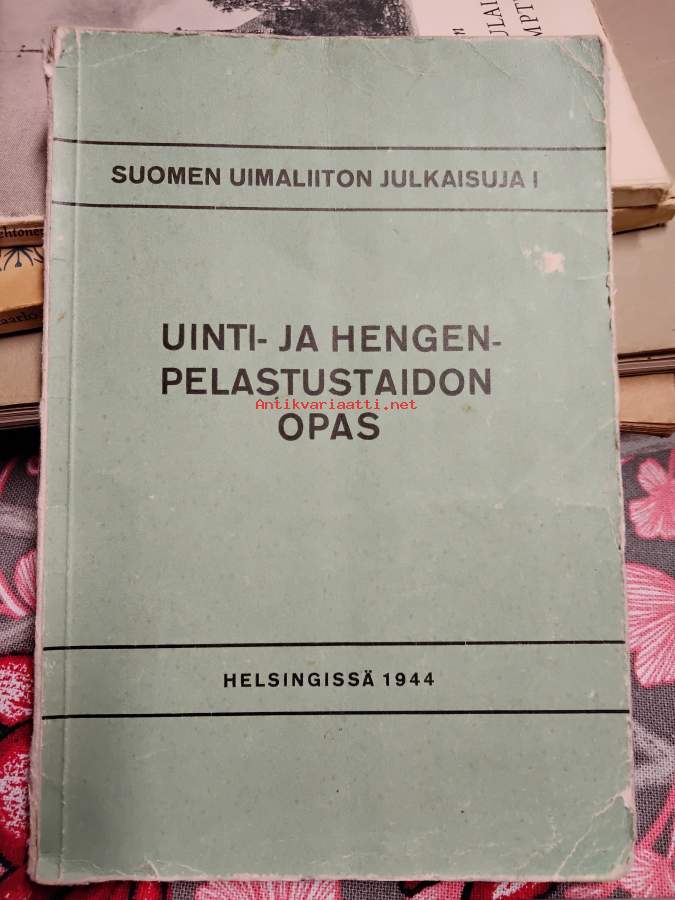 SUOMEN UIMALIITON JULKAISUJA I
UINTI- JA HENGEN-
PELASTUSTAIDON
Antikvariaatti.net
OPAS
HELSINGISSÄ 1944